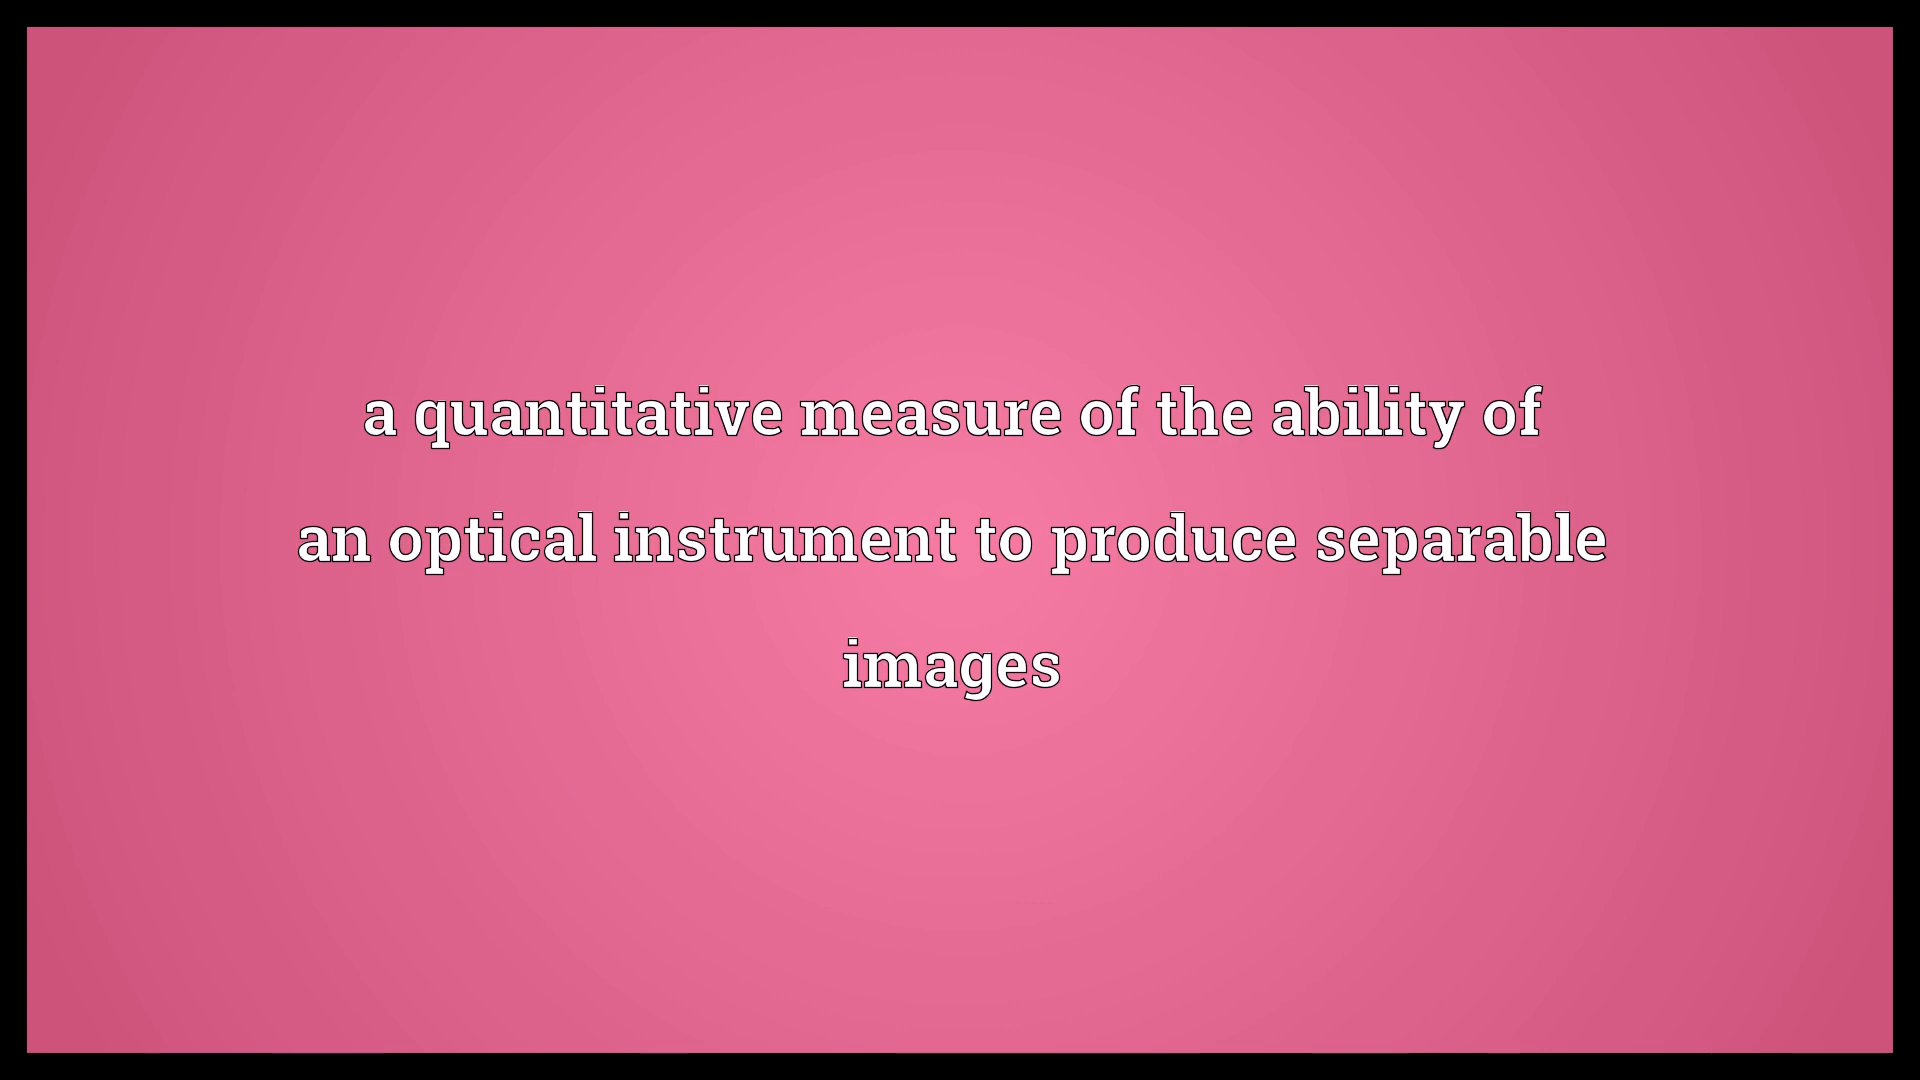 a quantitative measure of the ability of
an optical instrument to produce separable
images